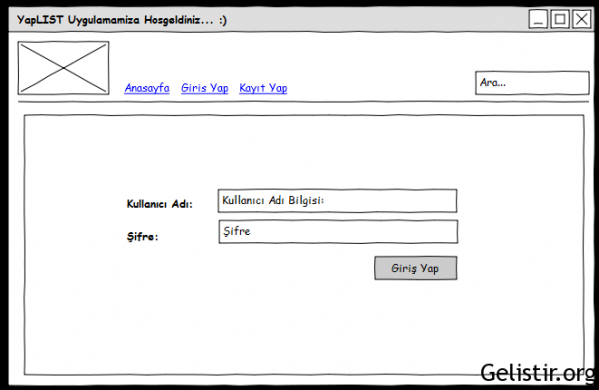 YapLIST Uygulamamiza Hosgeldiniz... :)
Anasayfa Giris Yap Kayıt Yap
Ara...
Kullanıcı Adı: Kullanıcı Adı Bilgisi:
Şifre: Şifre
Giriş Yap
Gelistir.org